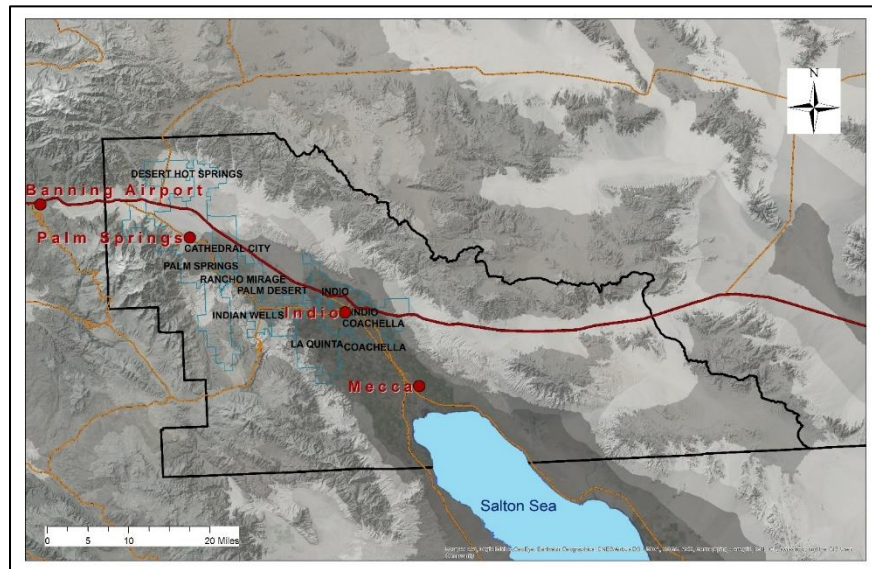 N
DESERT HOT SPRINGS
Banning Airport
Palm Springs
CATHEDRAL CITY
PALM SPRINGS
RANCHO MIRAGE
PALM DESERT
INDIO
INDIAN WELLS
Indio
INDIO
COACHELLA
LA QUINTA
COACHELLA
Mecca
Salton Sea
0 5 10 20 Miles